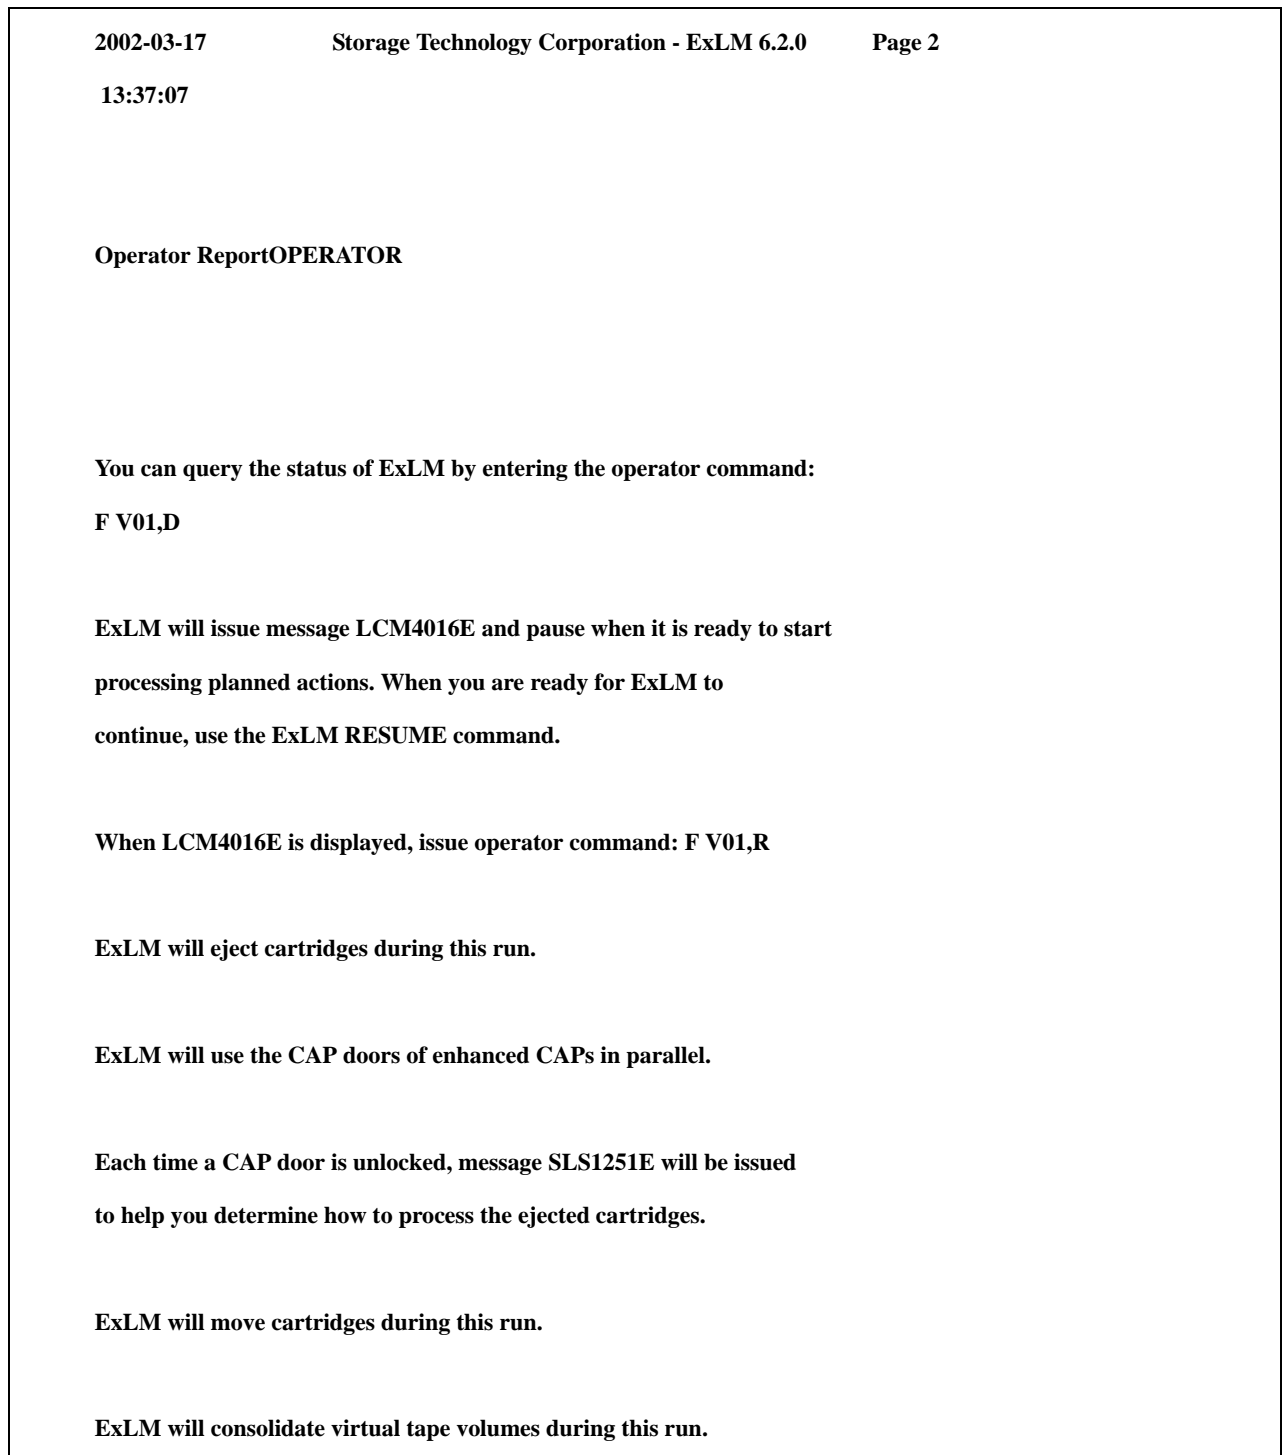 2002-03-17 Storage Technology Corporation - ExLM 6.2.0 Page 2
13:37:07
Operator ReportOPERATOR
You can query the status of ExLM by entering the operator command:
F V01,D
ExLM will issue message LCM4016E and pause when it is ready to start
processing planned actions. When you are ready for ExLM to
continue, use the ExLM RESUME command.
When LCM4016E is displayed, issue operator command: F V01,R
ExLM will eject cartridges during this run.
ExLM will use the CAP doors of enhanced CAPs in parallel.
Each time a CAP door is unlocked, message SLS1251E will be issued
to help you determine how to process the ejected cartridges.
ExLM will move cartridges during this run.
ExLM will consolidate virtual tape volumes during this run.